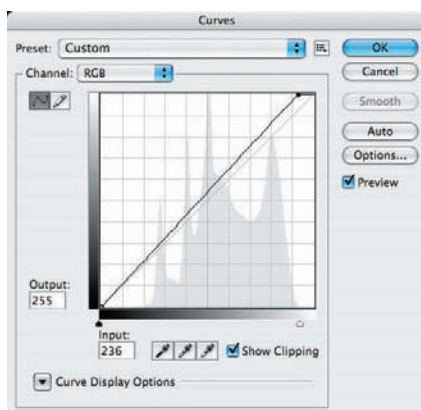 Curves
Preset: Custom
OK
Channel: RGB
Cancel
Smooth
Auto
Options...
Preview
Output:
255
Input:
236
Show Clipping
Curve Display Options